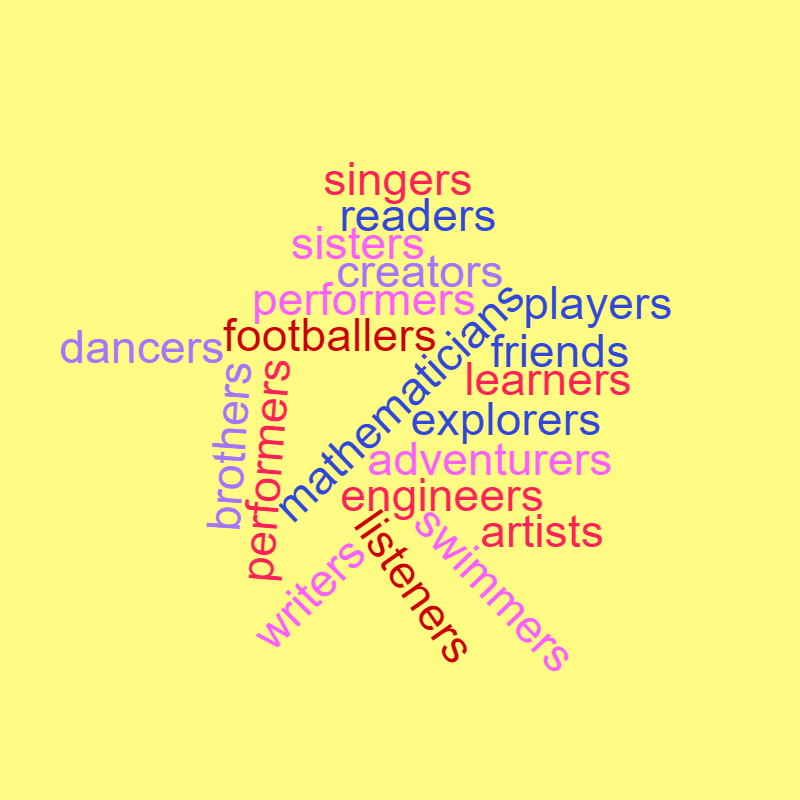 singers
readers
sisters
creators
performers
players
footballers
dancers
friends
learners
mathematicians
brothers
performers
explorers
adventurers
engineers
artists
listeners
swimmers
writers